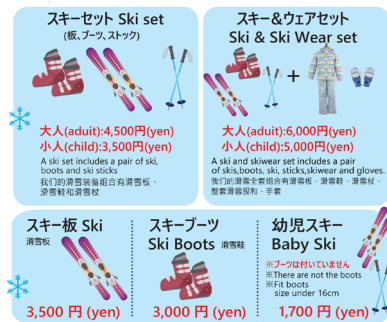 スキーセット Ski set
(板、ブーツ、ストック)
大人(aduit):4,500円(yen)
小人(child):3,500円(yen)
A ski set includes a pair of ski,
boots and ski sticks
我们的滑雪装备组合有滑雪板、
滑雪鞋和滑雪杖
スキー&ウェアセット
Ski & Ski Wear set
大人(aduit):6,000円(yen)
小人(child):5,000円(yen)
A ski and skiwear set includes a pair
of skis,boots, ski, sticks,skiwear and gloves.
我们的滑雪全套组合有滑雪板、滑雪鞋、滑雪杖、
整套滑雪服和、手套
スキー板 Ski
滑雪板
3,500 円 (yen)
スキーブーツ
Ski Boots 滑雪鞋
3,000 円 (yen)
幼児スキー
Baby Ski
※ブーツは付いていません
※There are not the boots
※Fit boots
size under 16cm
1,700 円 (yen)